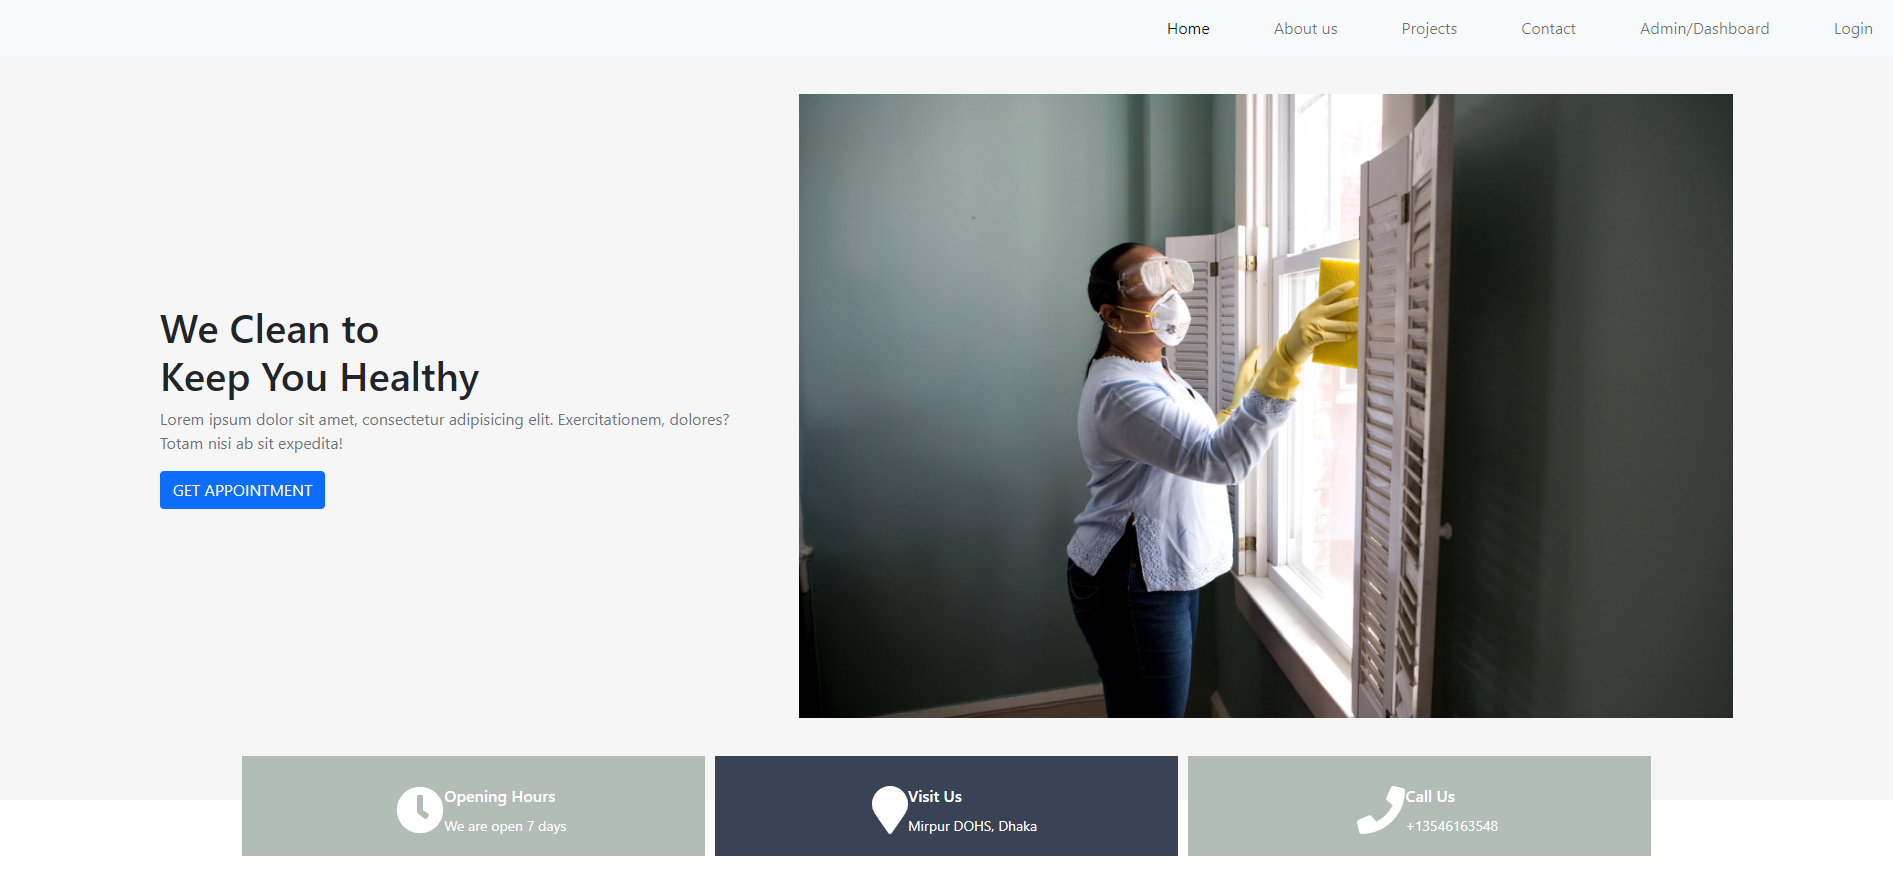 Home About us Projects Contact Admin/Dashboard Login
We Clean to
Keep You Healthy
Lorem ipsum dolor sit amet, consectetur adipisicing elit. Exercitationem, dolores?
Totam nisi ab sit expedita!
GET APPOINTMENT
Opening Hours
We are open 7 days
Visit Us
Mirpur DOHS, Dhaka
Call Us
+13546163548